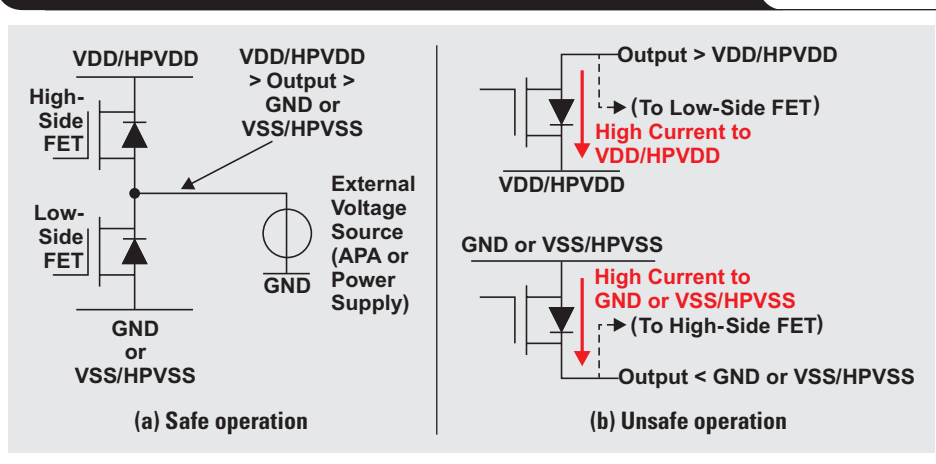 VDD/HPVDD
High-
Side
FET
VDD/HPVDD
> Output >
GND or
VSS/HPVSS
Low-
Side
FET
External
Voltage
Source
(APA or
Power
Supply)
GND
GND
or
VSS/HPVSS
(a) Safe operation
Output > VDD/HPVDD
(To Low-Side FET)
High Current to
VDD/HPVDD
VDD/HPVDD
GND or VSS/HPVSS
High Current to
GND or VSS/HPVSS
(To High-Side FET)
Output < GND or VSS/HPVSS
(b) Unsafe operation